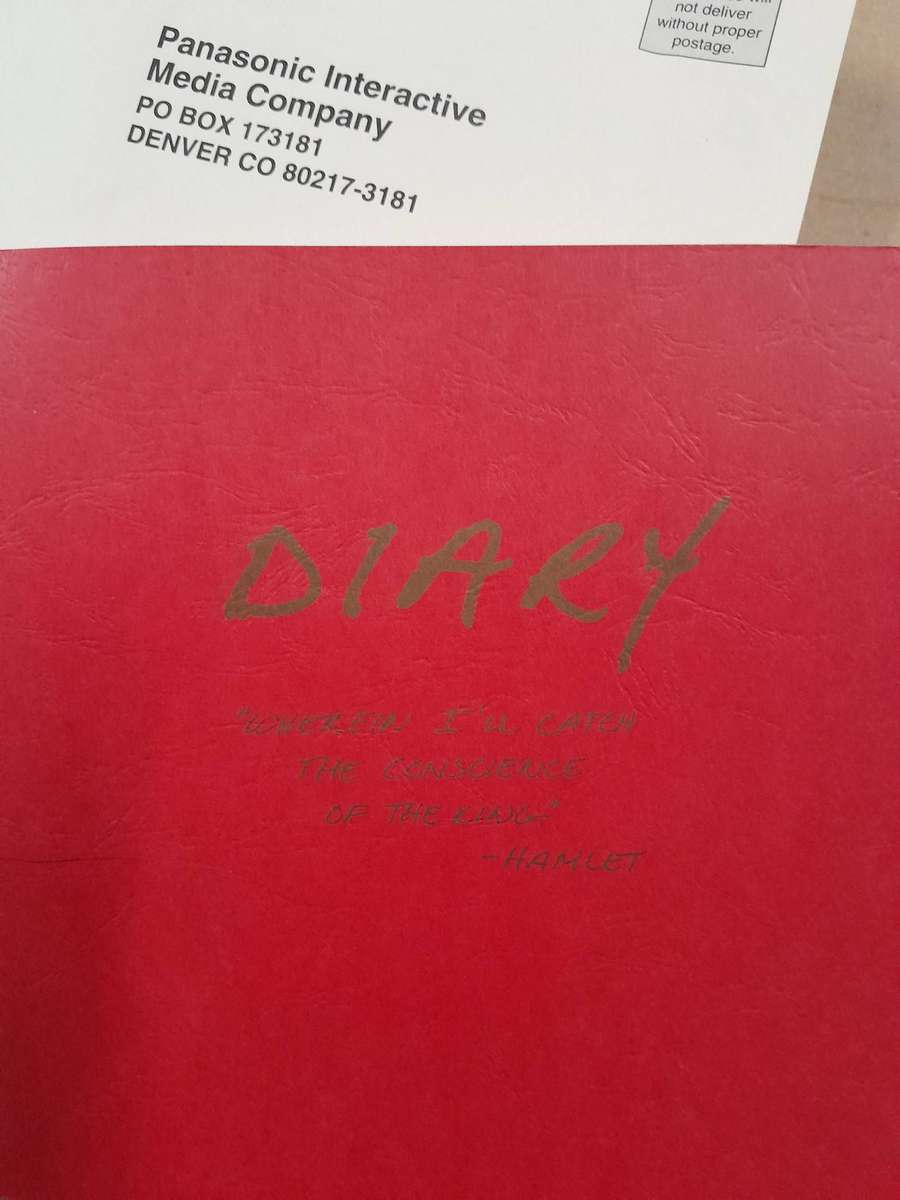 not deliver
without proper
postage.
Panasonic Interactive
Media Company
PO BOX 173181
DENVER CO 80217-3181
DIARY
"WHEREIN I'LL CATCH
THE CONSCIENCE
OF THE KING"
-HAMLET